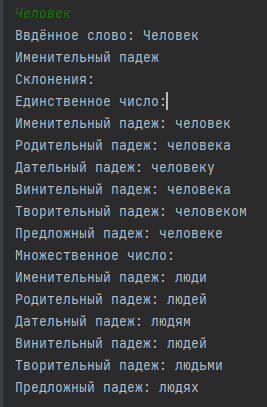 Человек
Ввдённое слово: Человек
Именительный падеж
Склонения:
Единственное число:
Именительный падеж: человек
Родительный падеж: человека
Дательный падеж: человеку
Винительный падеж: человека
Творительный падеж: человеком
Предложный падеж: человеке
Множественное число:
Именительный падеж: люди
Родительный падеж: людей
Дательный падеж: людям
Винительный падеж: людей
Творительный падеж: людьми
Предложный падеж: людях